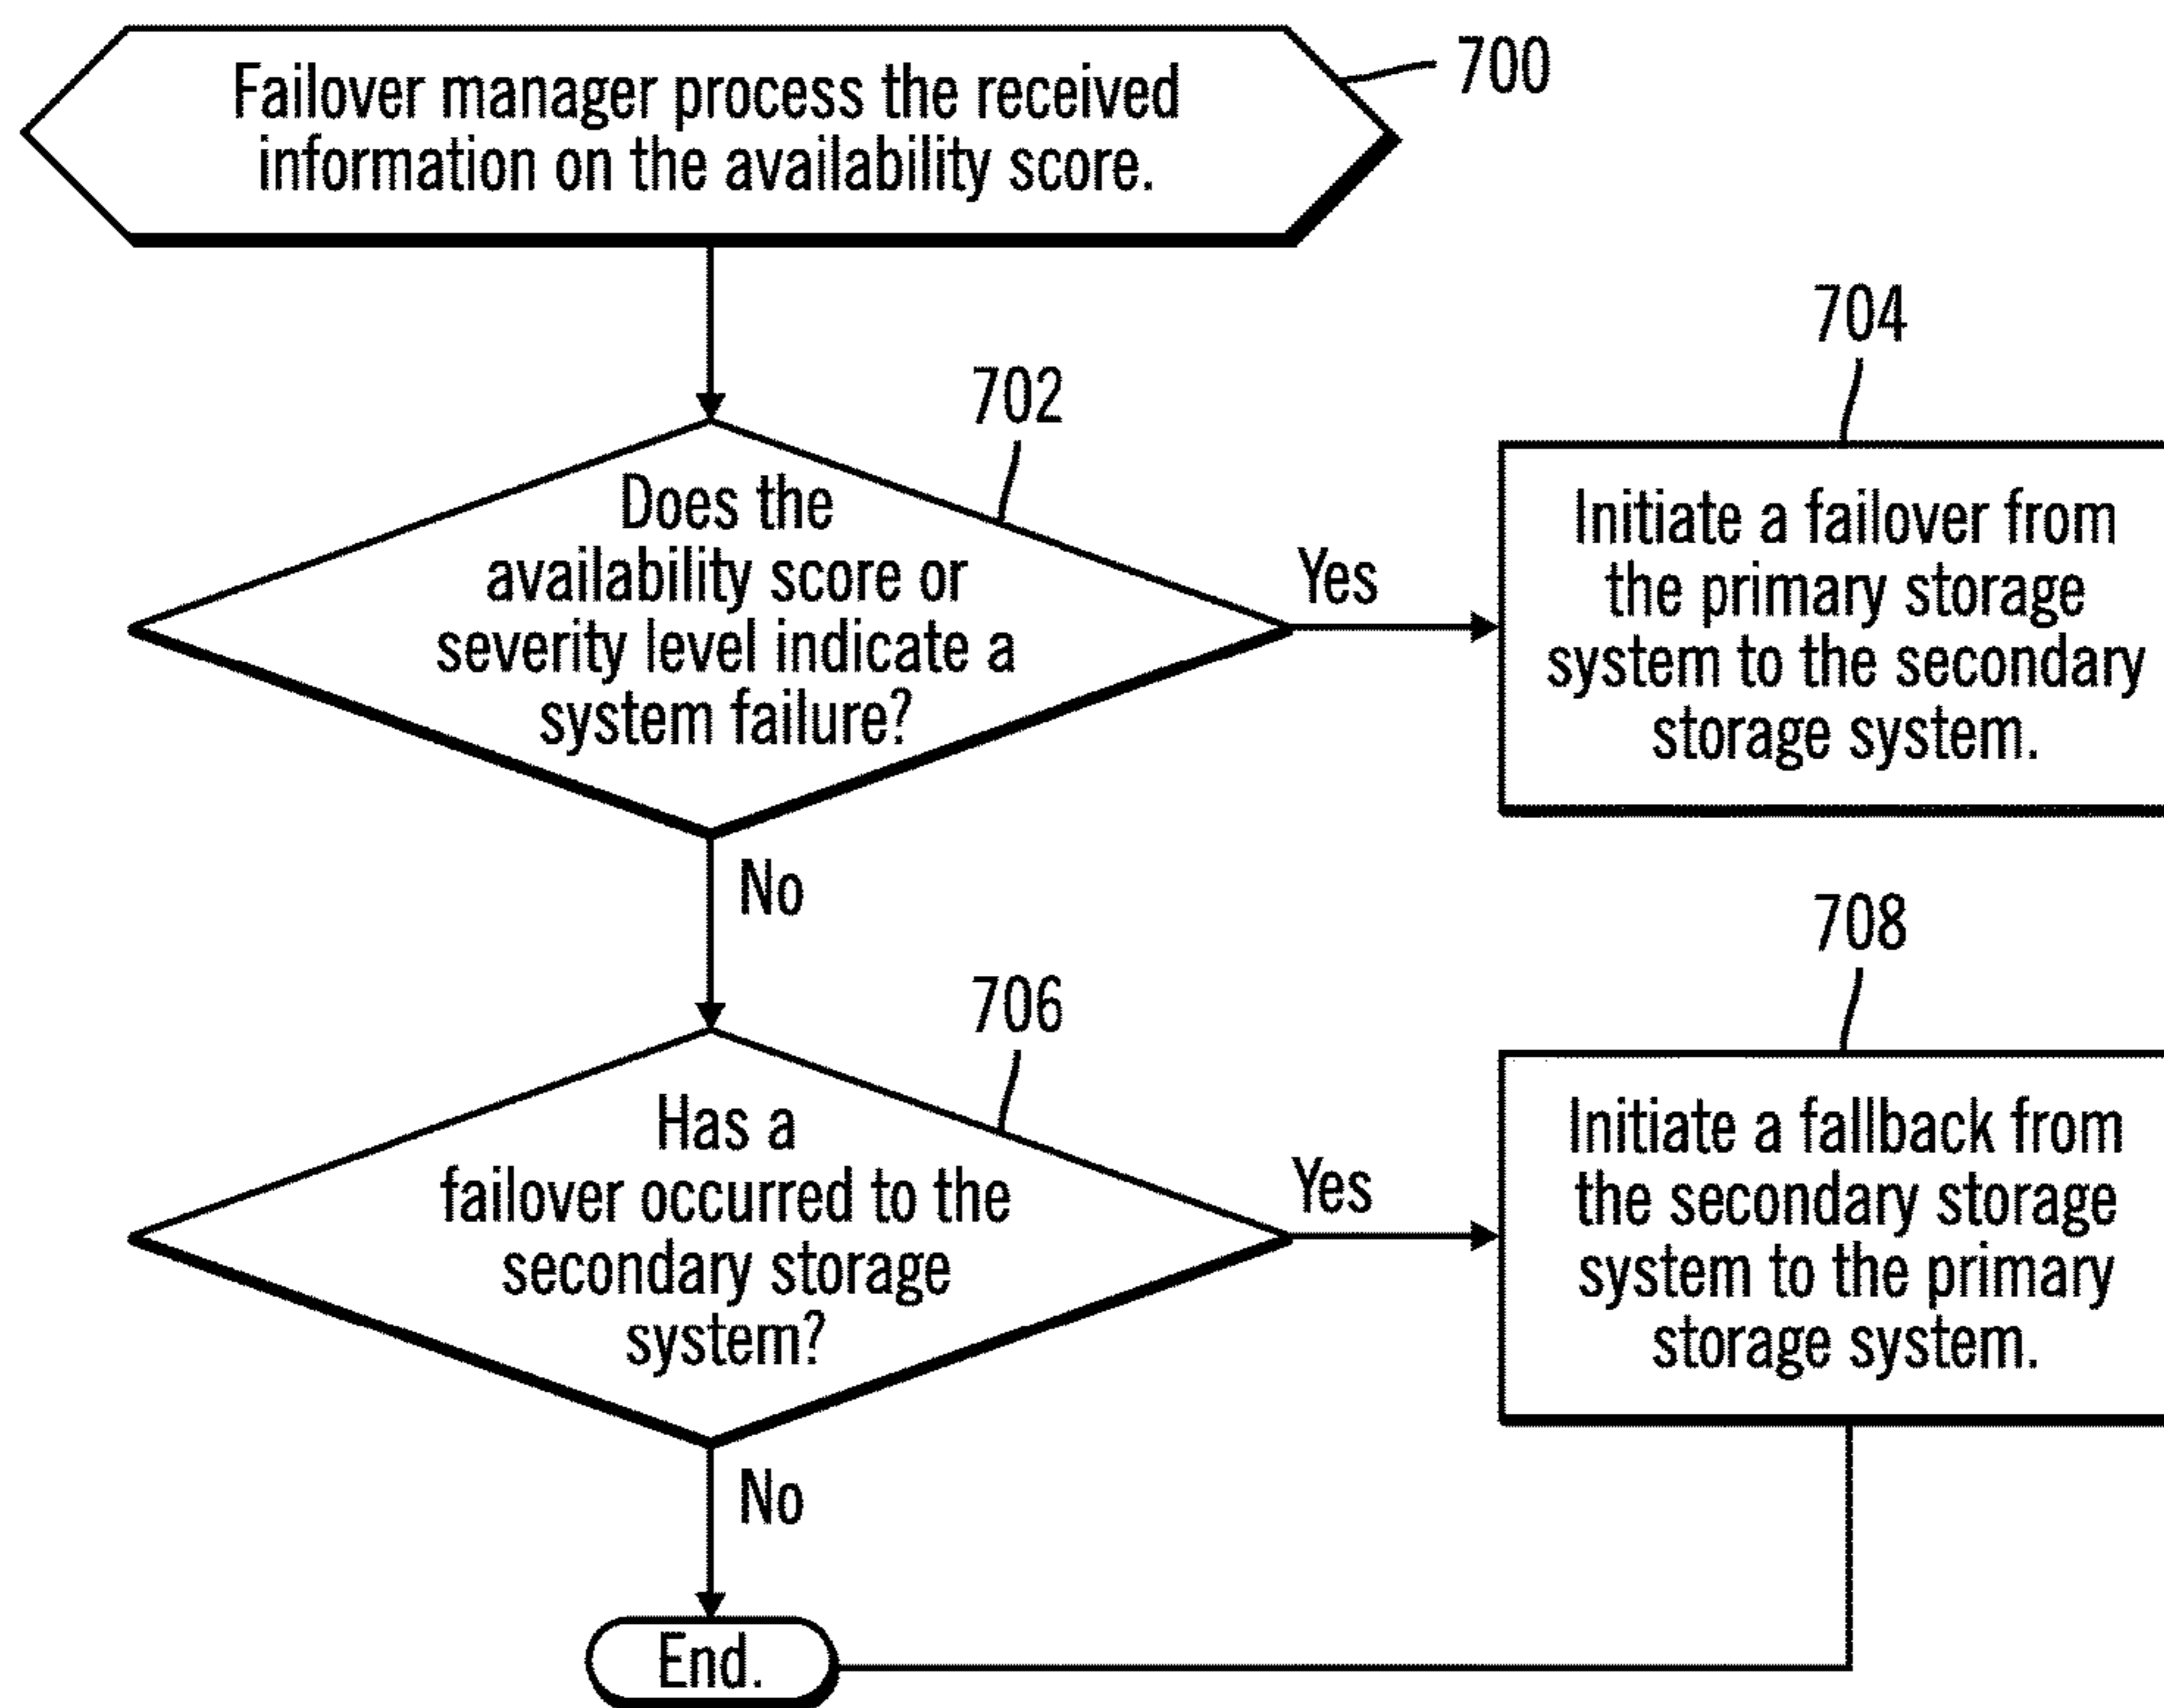 Failover manager process the received
information on the availability score.
700
702
Does the
availability score or
severity level indicate a
system failure?
Yes
704
Initiate a failover from
the primary storage
system to the secondary
storage system.
No
706
Has a
failover occurred to the
secondary storage
system?
Yes
708
Initiate a fallback from
the secondary storage
system to the primary
storage system.
No
End.